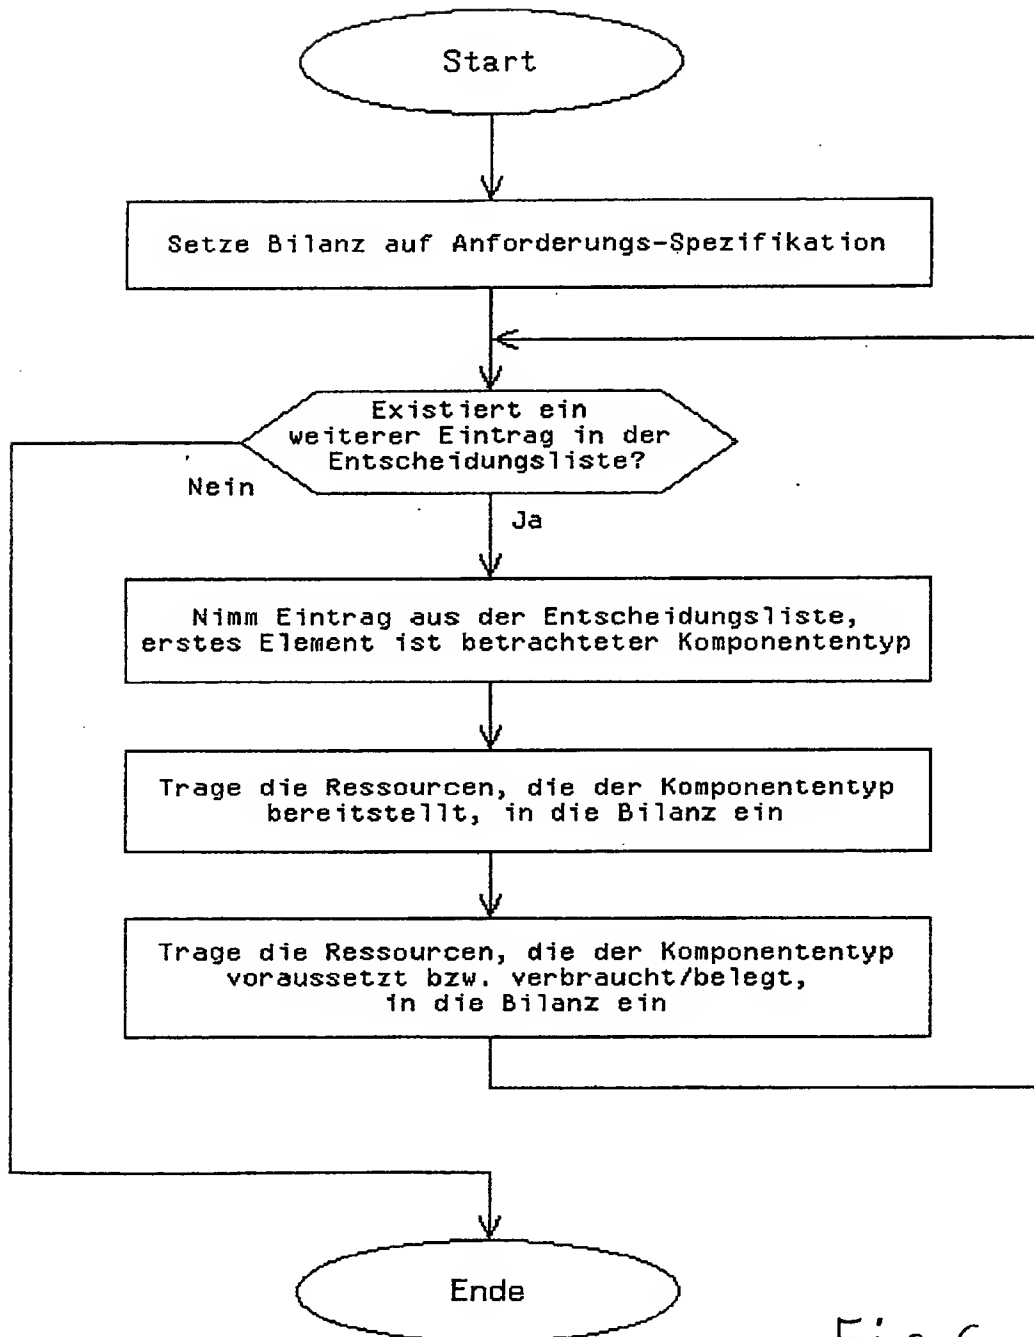 Start
Setze Bilanz auf Anforderungs-Spezifikation
Existiert ein
weiterer Eintrag in der
Entscheidungsliste?
Nein
Ja
Nimm Eintrag aus der Entscheidungsliste,
erstes Element ist betrachteter Komponententyp
Trage die Ressourcen, die der Komponententyp
bereitstellt, in die Bilanz ein
Trage die Ressourcen, die der Komponententyp
voraussetzt bzw. verbraucht/belegt,
in die Bilanz ein
Ende